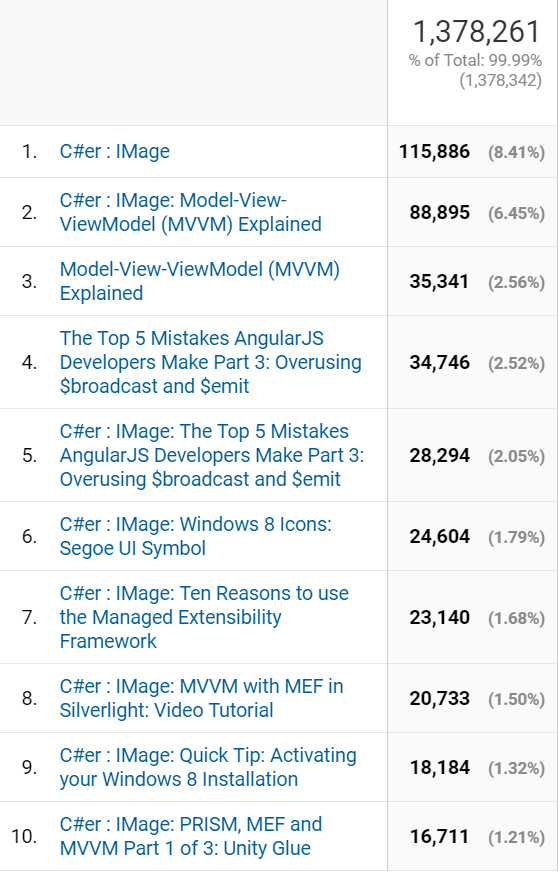 1,378,261
% of Total: 99.99%
(1,378,342)
1. C#er : IMage 115,886 (8.41%)
2. C#er : IMage: Model-View-
ViewModel (MVVM) Explained 88,895 (6.45%)
3. Model-View-ViewModel (MVVM)
Explained 35,341 (2.56%)
4. The Top 5 Mistakes AngularJS
Developers Make Part 3: Overusing
$broadcast and $emit 34,746 (2.52%)
5. C#er : IMage: The Top 5 Mistakes
AngularJS Developers Make Part 3:
Overusing $broadcast and $emit 28,294 (2.05%)
6. C#er : IMage: Windows 8 Icons:
Segoe UI Symbol 24,604 (1.79%)
7. C#er : IMage: Ten Reasons to use
the Managed Extensibility
Framework 23,140 (1.68%)
8. C#er : IMage: MVVM with MEF in
Silverlight: Video Tutorial 20,733 (1.50%)
9. C#er : IMage: Quick Tip: Activating
your Windows 8 Installation 18,184 (1.32%)
10. C#er : IMage: PRISM, MEF and
MVVM Part 1 of 3: Unity Glue 16,711 (1.21%)